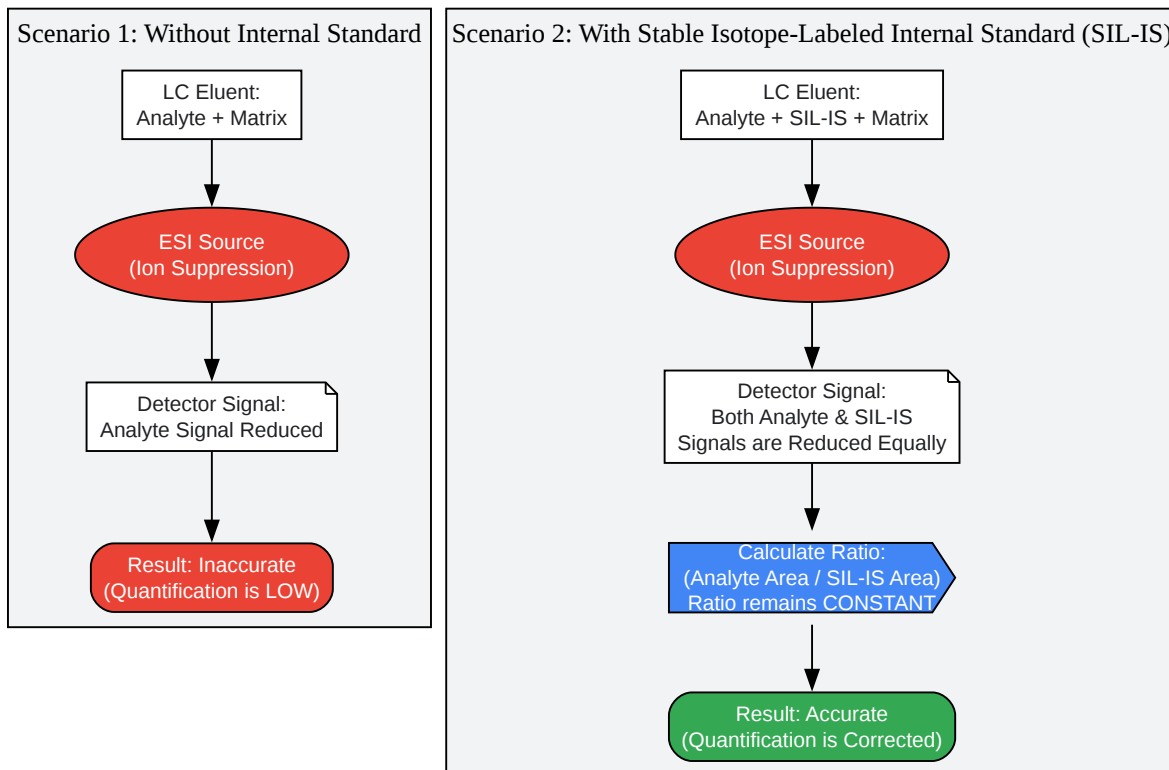 Scenario 1: Without Internal Standard
LC Eluent:
Analyte + Matrix
ESI Source
(Ion Suppression)
Detector Signal:
Analyte Signal Reduced
Result: Inaccurate
(Quantification is LOW)
Scenario 2: With Stable Isotope-Labeled Internal Standard (SIL-IS)
LC Eluent:
Analyte + SIL-IS + Matrix
ESI Source
(Ion Suppression)
Detector Signal:
Both Analyte & SIL-IS
Signals are Reduced Equally
Calculate Ratio:
(Analyte Area / SIL-IS Area)
Ratio remains CONSTANT
Result: Accurate
(Quantification is Corrected)